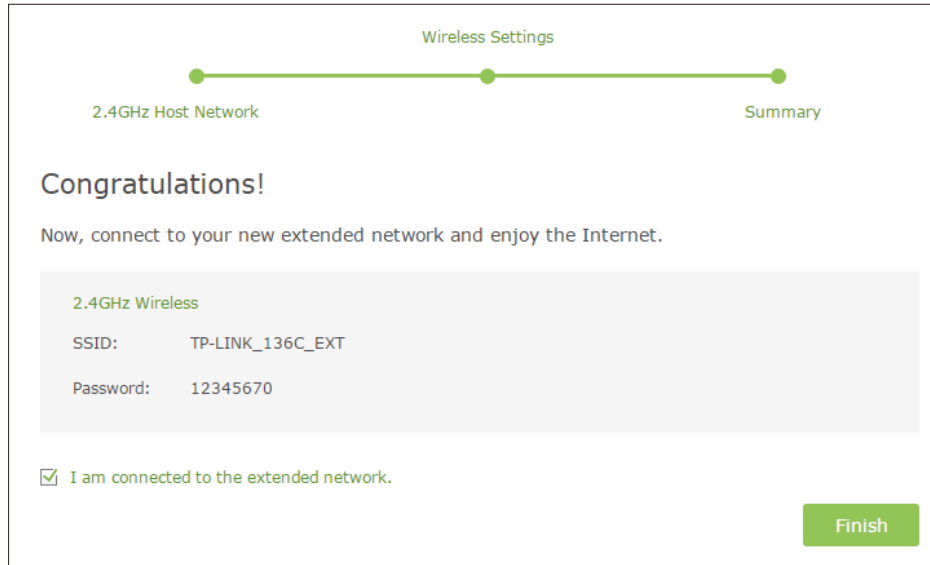 Wireless Settings
2.4GHz Host Network Summary
Congratulations!
Now, connect to your new extended network and enjoy the Internet.
2.4GHz Wireless
SSID: TP-LINK_136C_EXT
Password: 12345670
I am connected to the extended network.
Finish